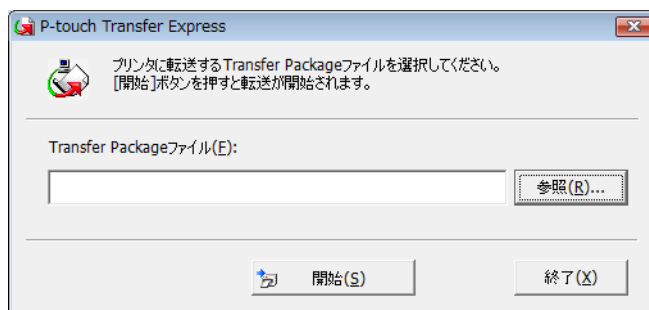 P-touch Transfer Express
プリンタに転送するTransfer Packageファイルを選択してください。
[開始]ボタンを押すと転送が開始されます。
Transfer Packageファイル(F):
参照(R)...
開始(S)
終了(X)